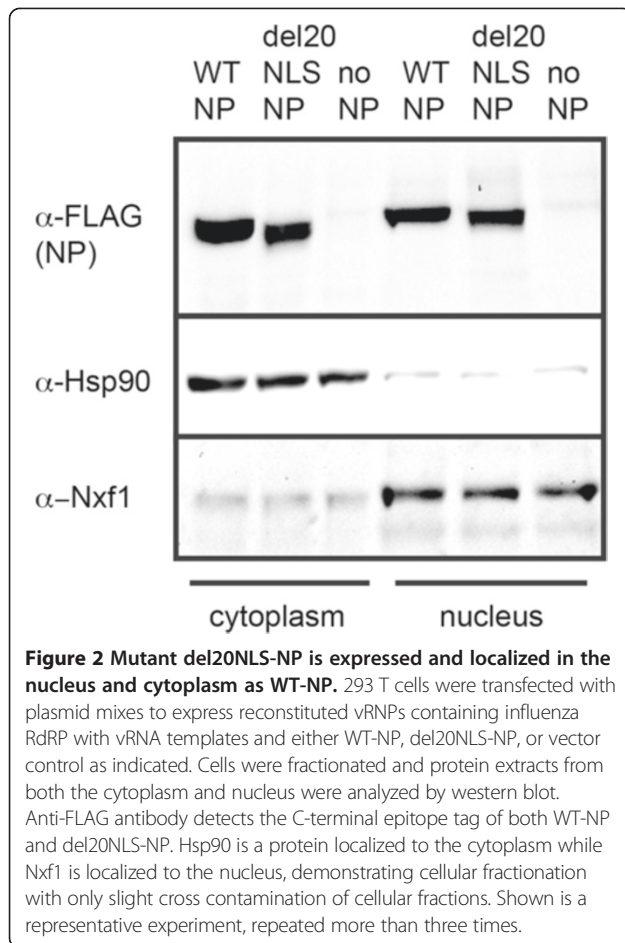 del20 del20
WT NLS no WT NLS no
NP NP NP NP NP NP
α-FLAG
(NP)
α-Hsp90
α–Nxf1
cytoplasm nucleus
Figure 2 Mutant del20NLS-NP is expressed and localized in the
nucleus and cytoplasm as WT-NP. 293 T cells were transfected with
plasmid mixes to express reconstituted vRNPs containing influenza
RdRP with vRNA templates and either WT-NP, del20NLS-NP, or vector
control as indicated. Cells were fractionated and protein extracts from
both the cytoplasm and nucleus were analyzed by western blot.
Anti-FLAG antibody detects the C-terminal epitope tag of both WT-NP
and del20NLS-NP. Hsp90 is a protein localized to the cytoplasm while
Nxf1 is localized to the nucleus, demonstrating cellular fractionation
with only slight cross contamination of cellular fractions. Shown is a
representative experiment, repeated more than three times.